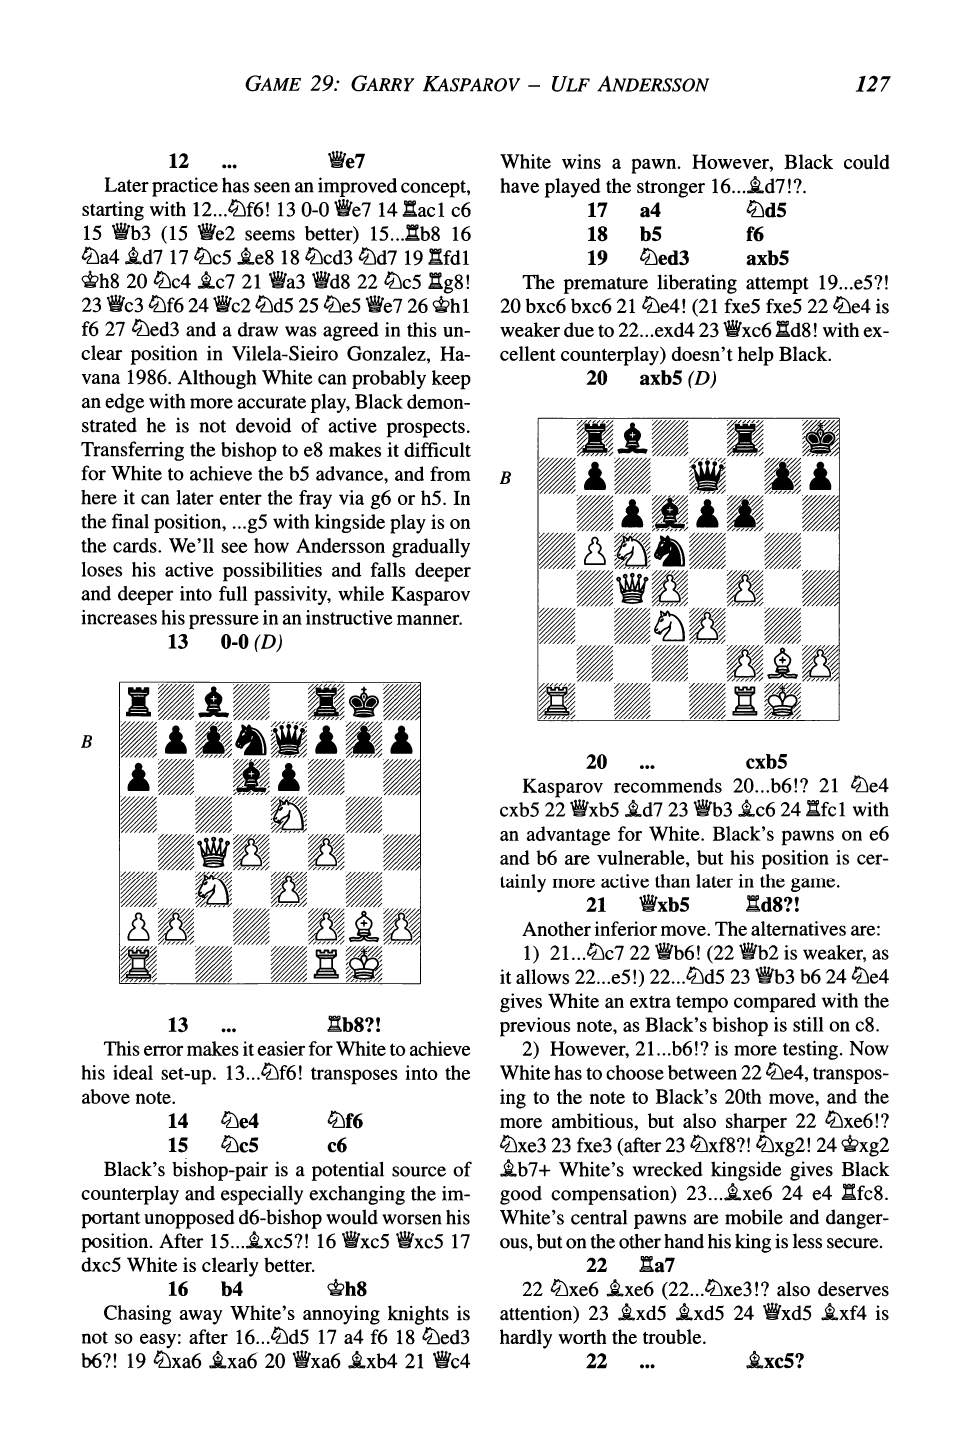 GAME 29: GARRY KASPAROV – ULF ANDERSSON 127
12 ... ♛e7
Later practice has seen an improved concept,
starting with 12...♘f6! 13 0-0 ♕e7 14 ♖ac1 c6
15 ♕b3 (15 ♕e2 seems better) 15...♖b8 16
♘a4 ♗d7 17 ♘c5 ♗e8 18 ♘cd3 ♘d7 19 ♖fd1
♔h8 20 ♘c4 ♗c7 21 ♕a3 ♕d8 22 ♘c5 ♖g8!
23 ♕c3 ♘f6 24 ♕c2 ♘d5 25 ♘e5 ♕e7 26 ♔h1
f6 27 ♘ed3 and a draw was agreed in this un-
clear position in Vilela-Sieiro Gonzalez, Ha-
vana 1986. Although White can probably keep
an edge with more accurate play, Black demon-
strated he is not devoid of active prospects.
Transferring the bishop to e8 makes it difficult
for White to achieve the b5 advance, and from
here it can later enter the fray via g6 or h5. In
the final position, ...g5 with kingside play is on
the cards. We'll see how Andersson gradually
loses his active possibilities and falls deeper
and deeper into full passivity, while Kasparov
increases his pressure in an instructive manner.
13 0-0 (D)
B
13 ... ♖b8?!
This error makes it easier for White to achieve
his ideal set-up. 13...♘f6! transposes into the
above note.
14 ♘e4 ♘f6
15 ♘c5 c6
Black's bishop-pair is a potential source of
counterplay and especially exchanging the im-
portant unopposed d6-bishop would worsen his
position. After 15...♗xc5?! 16 ♕xc5 ♕xc5 17
dxc5 White is clearly better.
16 b4 ♔h8
Chasing away White's annoying knights is
not so easy: after 16...♘d5 17 a4 f6 18 ♘ed3
b6?! 19 ♘xa6 ♗xa6 20 ♕xa6 ♗xb4 21 ♕c4
White wins a pawn. However, Black could
have played the stronger 16...♗d7!?.
17 a4 ♘d5
18 b5 f6
19 ♘ed3 axb5
The premature liberating attempt 19...e5?!
20 bxc6 bxc6 21 ♘e4! (21 fxe5 fxe5 22 ♘e4 is
weaker due to 22...exd4 23 ♕xc6 ♖d8! with ex-
cellent counterplay) doesn't help Black.
20 axb5 (D)
B
20 ... cxb5
Kasparov recommends 20...b6!? 21 ♘e4
cxb5 22 ♕xb5 ♗d7 23 ♕b3 ♗c6 24 ♖fc1 with
an advantage for White. Black's pawns on e6
and b6 are vulnerable, but his position is cer-
tainly more active than later in the game.
21 ♕xb5 ♖d8?!
Another inferior move. The alternatives are:
1) 21...♘c7 22 ♕b6! (22 ♕b2 is weaker, as
it allows 22...e5!) 22...♘d5 23 ♕b3 b6 24 ♘e4
gives White an extra tempo compared with the
previous note, as Black's bishop is still on c8.
2) However, 21...b6!? is more testing. Now
White has to choose between 22 ♘e4, transpos-
ing to the note to Black's 20th move, and the
more ambitious, but also sharper 22 ♘xe6!?
♘xe3 23 fxe3 (after 23 ♘xf8?! ♘xg2! 24 ♔xg2
♗b7+ White's wrecked kingside gives Black
good compensation) 23...♗xe6 24 e4 ♖fc8.
White's central pawns are mobile and danger-
ous, but on the other hand his king is less secure.
22 ♖a7
22 ♘xe6 ♗xe6 (22...♘xe3!? also deserves
attention) 23 ♗xd5 ♗xd5 24 ♕xd5 ♗xf4 is
hardly worth the trouble.
22 ... ♗xc5?